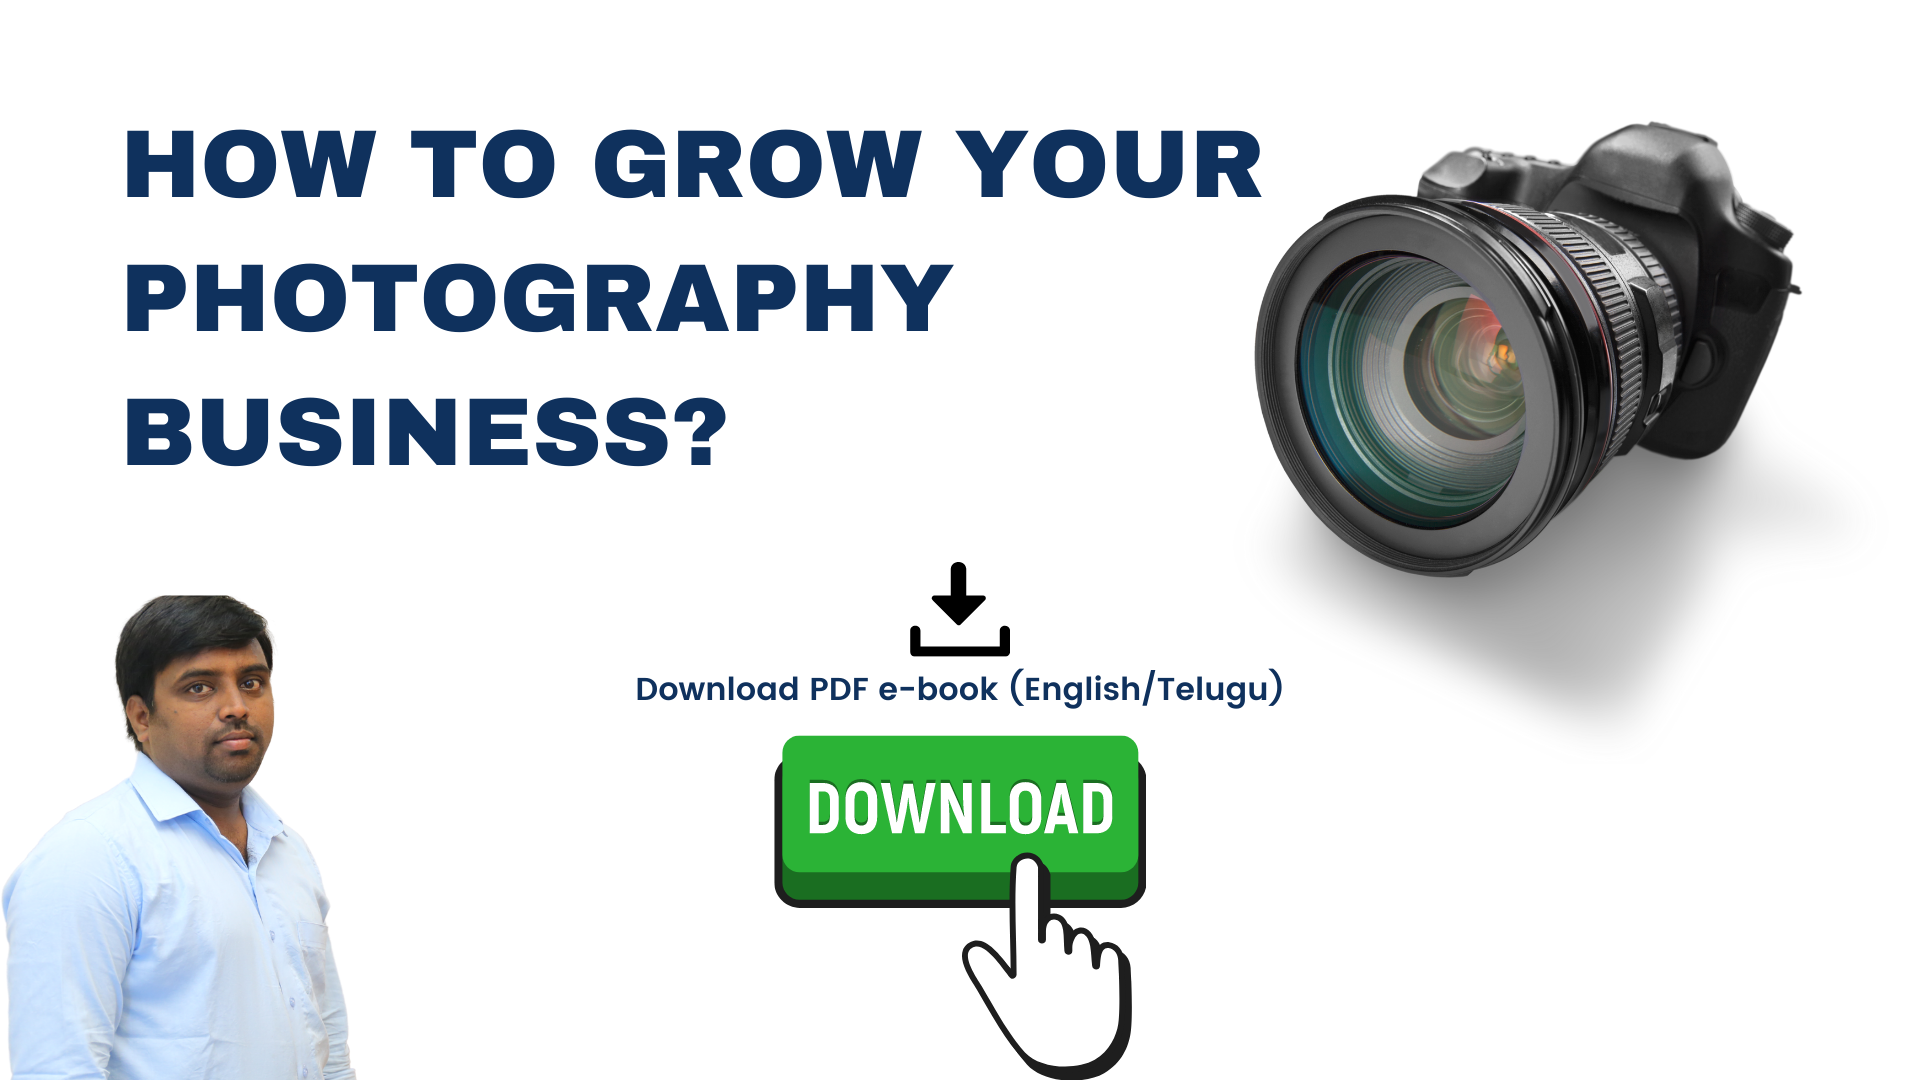 HOW TO GROW YOUR
PHOTOGRAPHY
BUSINESS?
Download PDF e-book (English/Telugu)
DOWNLOAD